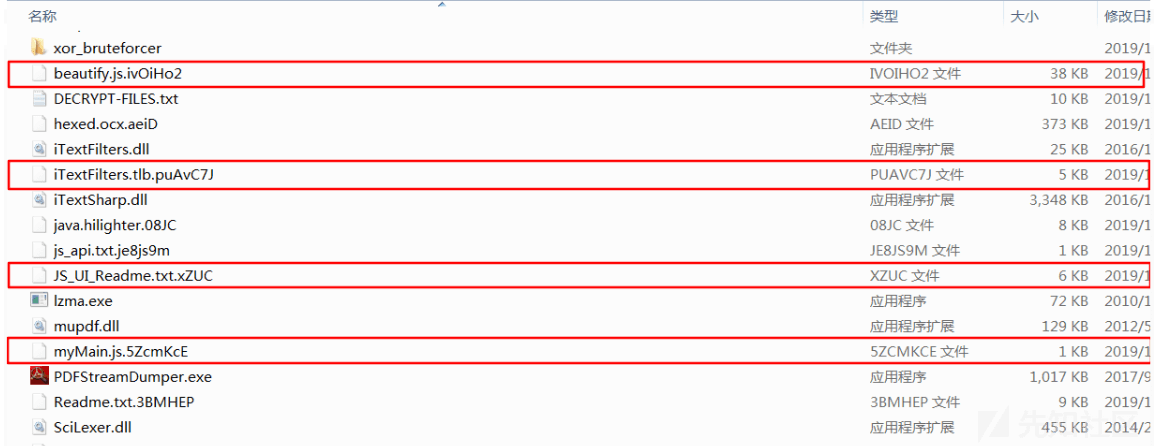 名称 类型 大小 修改日期
xor_bruteforcer 文件夹 2019/1
beautify.js.ivOiHo2 IVOIHO2 文件 38 KB 2019/1
DECRYPT-FILES.txt 文本文档 10 KB 2019/1
hexed.ocx.aeiD AEID 文件 373 KB 2019/1
iTextFilters.dll 应用程序扩展 25 KB 2016/1
iTextFilters.tlb.puAvC7J PUAVC7J 文件 5 KB 2019/1
iTextSharp.dll 应用程序扩展 3,348 KB 2016/1
java.hilighter.08JC 08JC 文件 8 KB 2019/1
js_api.txt.je8js9m JE8JS9M 文件 1 KB 2019/1
JS_UI_Readme.txt.xZUC XZUC 文件 6 KB 2019/1
lzma.exe 应用程序 72 KB 2010/1
mupdf.dll 应用程序扩展 129 KB 2012/5
myMain.js.5ZcmKcE 5ZCMKCE 文件 1 KB 2019/1
PDFStreamDumper.exe 应用程序 1,017 KB 2017/9
Readme.txt.3BMHEP 3BMHEP 文件 9 KB 2019/1
SciLexer.dll 应用程序扩展 455 KB 2014/2
先知社区